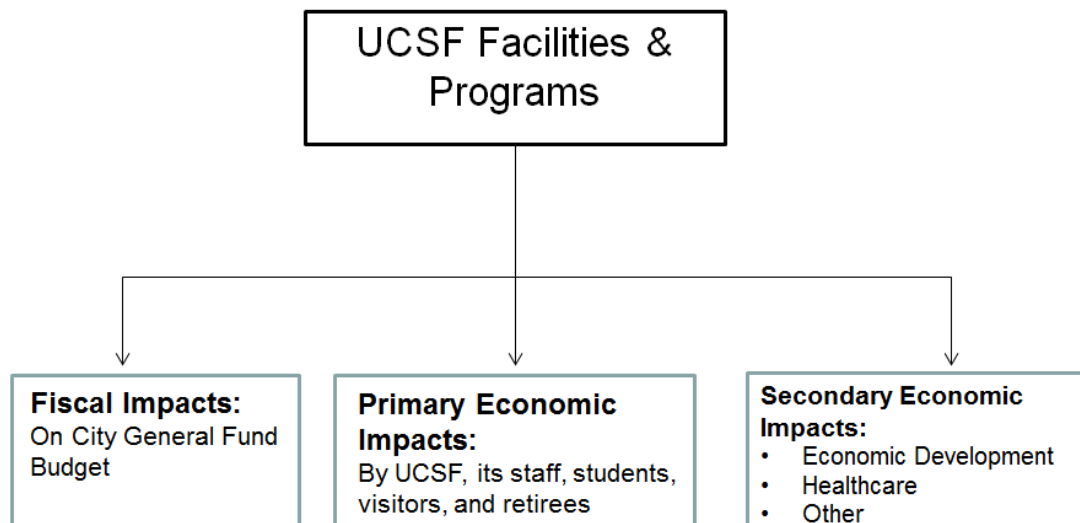 UCSF Facilities &
Programs
Fiscal Impacts:
On City General Fund
Budget
Primary Economic
Impacts:
By UCSF, its staff, students,
visitors, and retirees
Secondary Economic
Impacts:
• Economic Development
• Healthcare
• Other